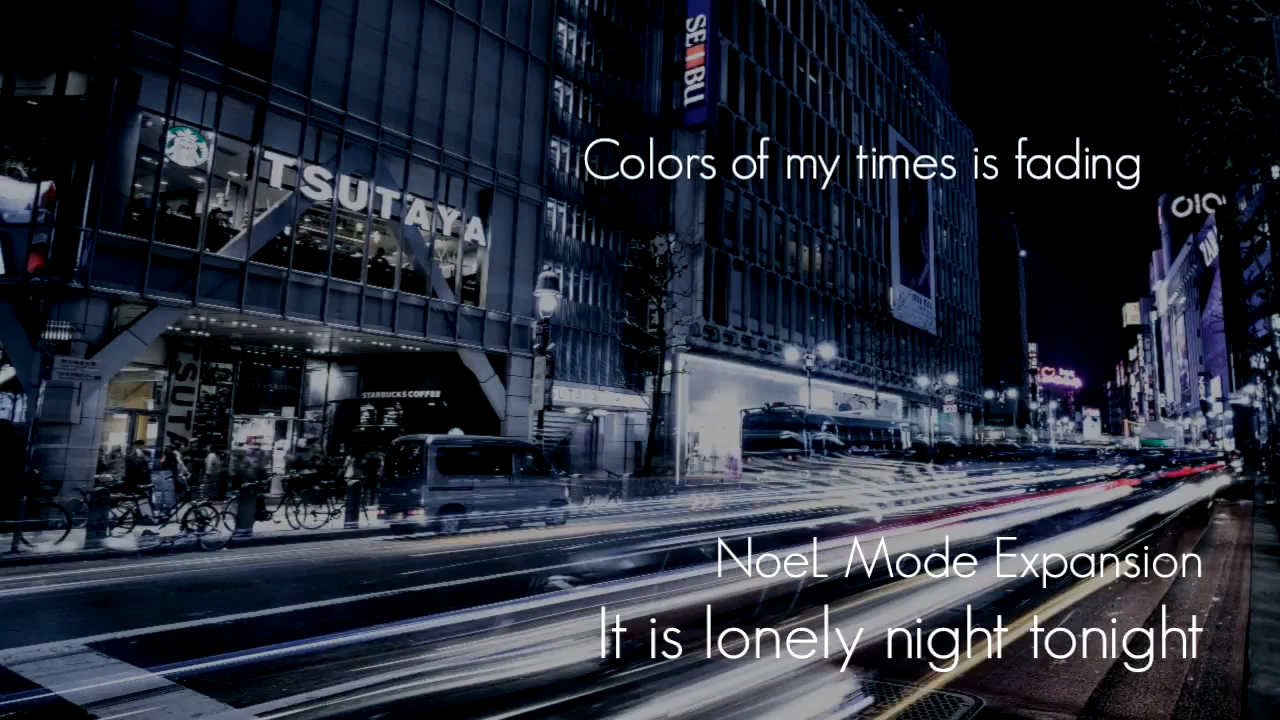 SEIBU
Colors of my times is fading
TSUTAYA
OIOI
STARBUCKS COFFEE
TSUTA
NoeL Mode Expansion
It is lonely night tonight